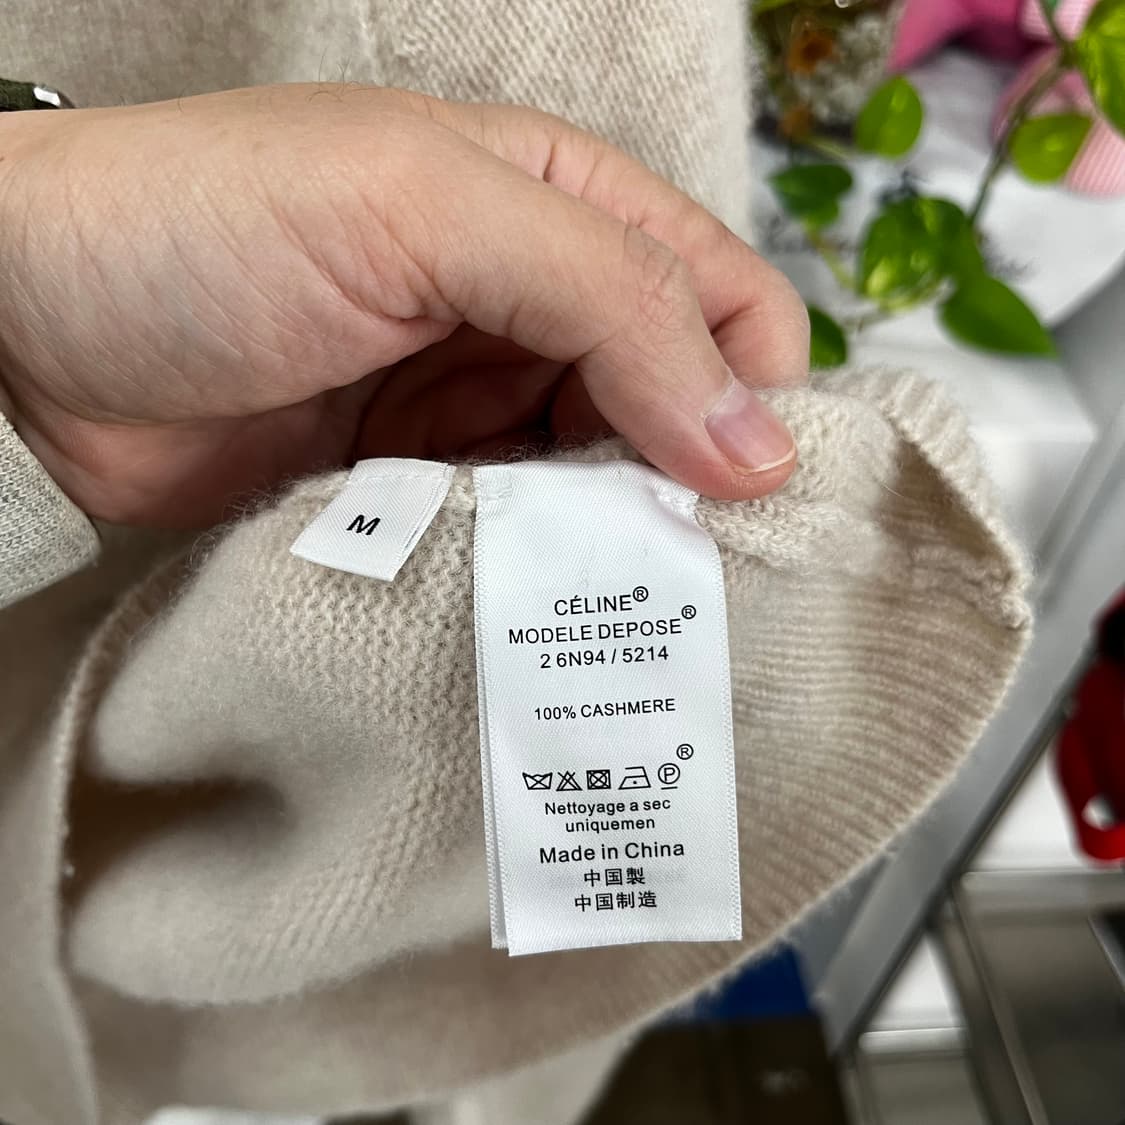 M
CÉLINE®
MODELE DEPOSE®
2 6N94 / 5214
100% CASHMERE
®
P
Nettoyage a sec
uniquemen
Made in China
中国製
中国制造